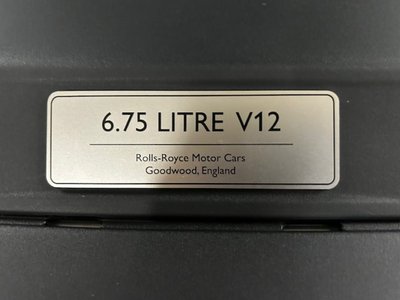 6.75 LITRE V12
Rolls-Royce Motor Cars
Goodwood, England